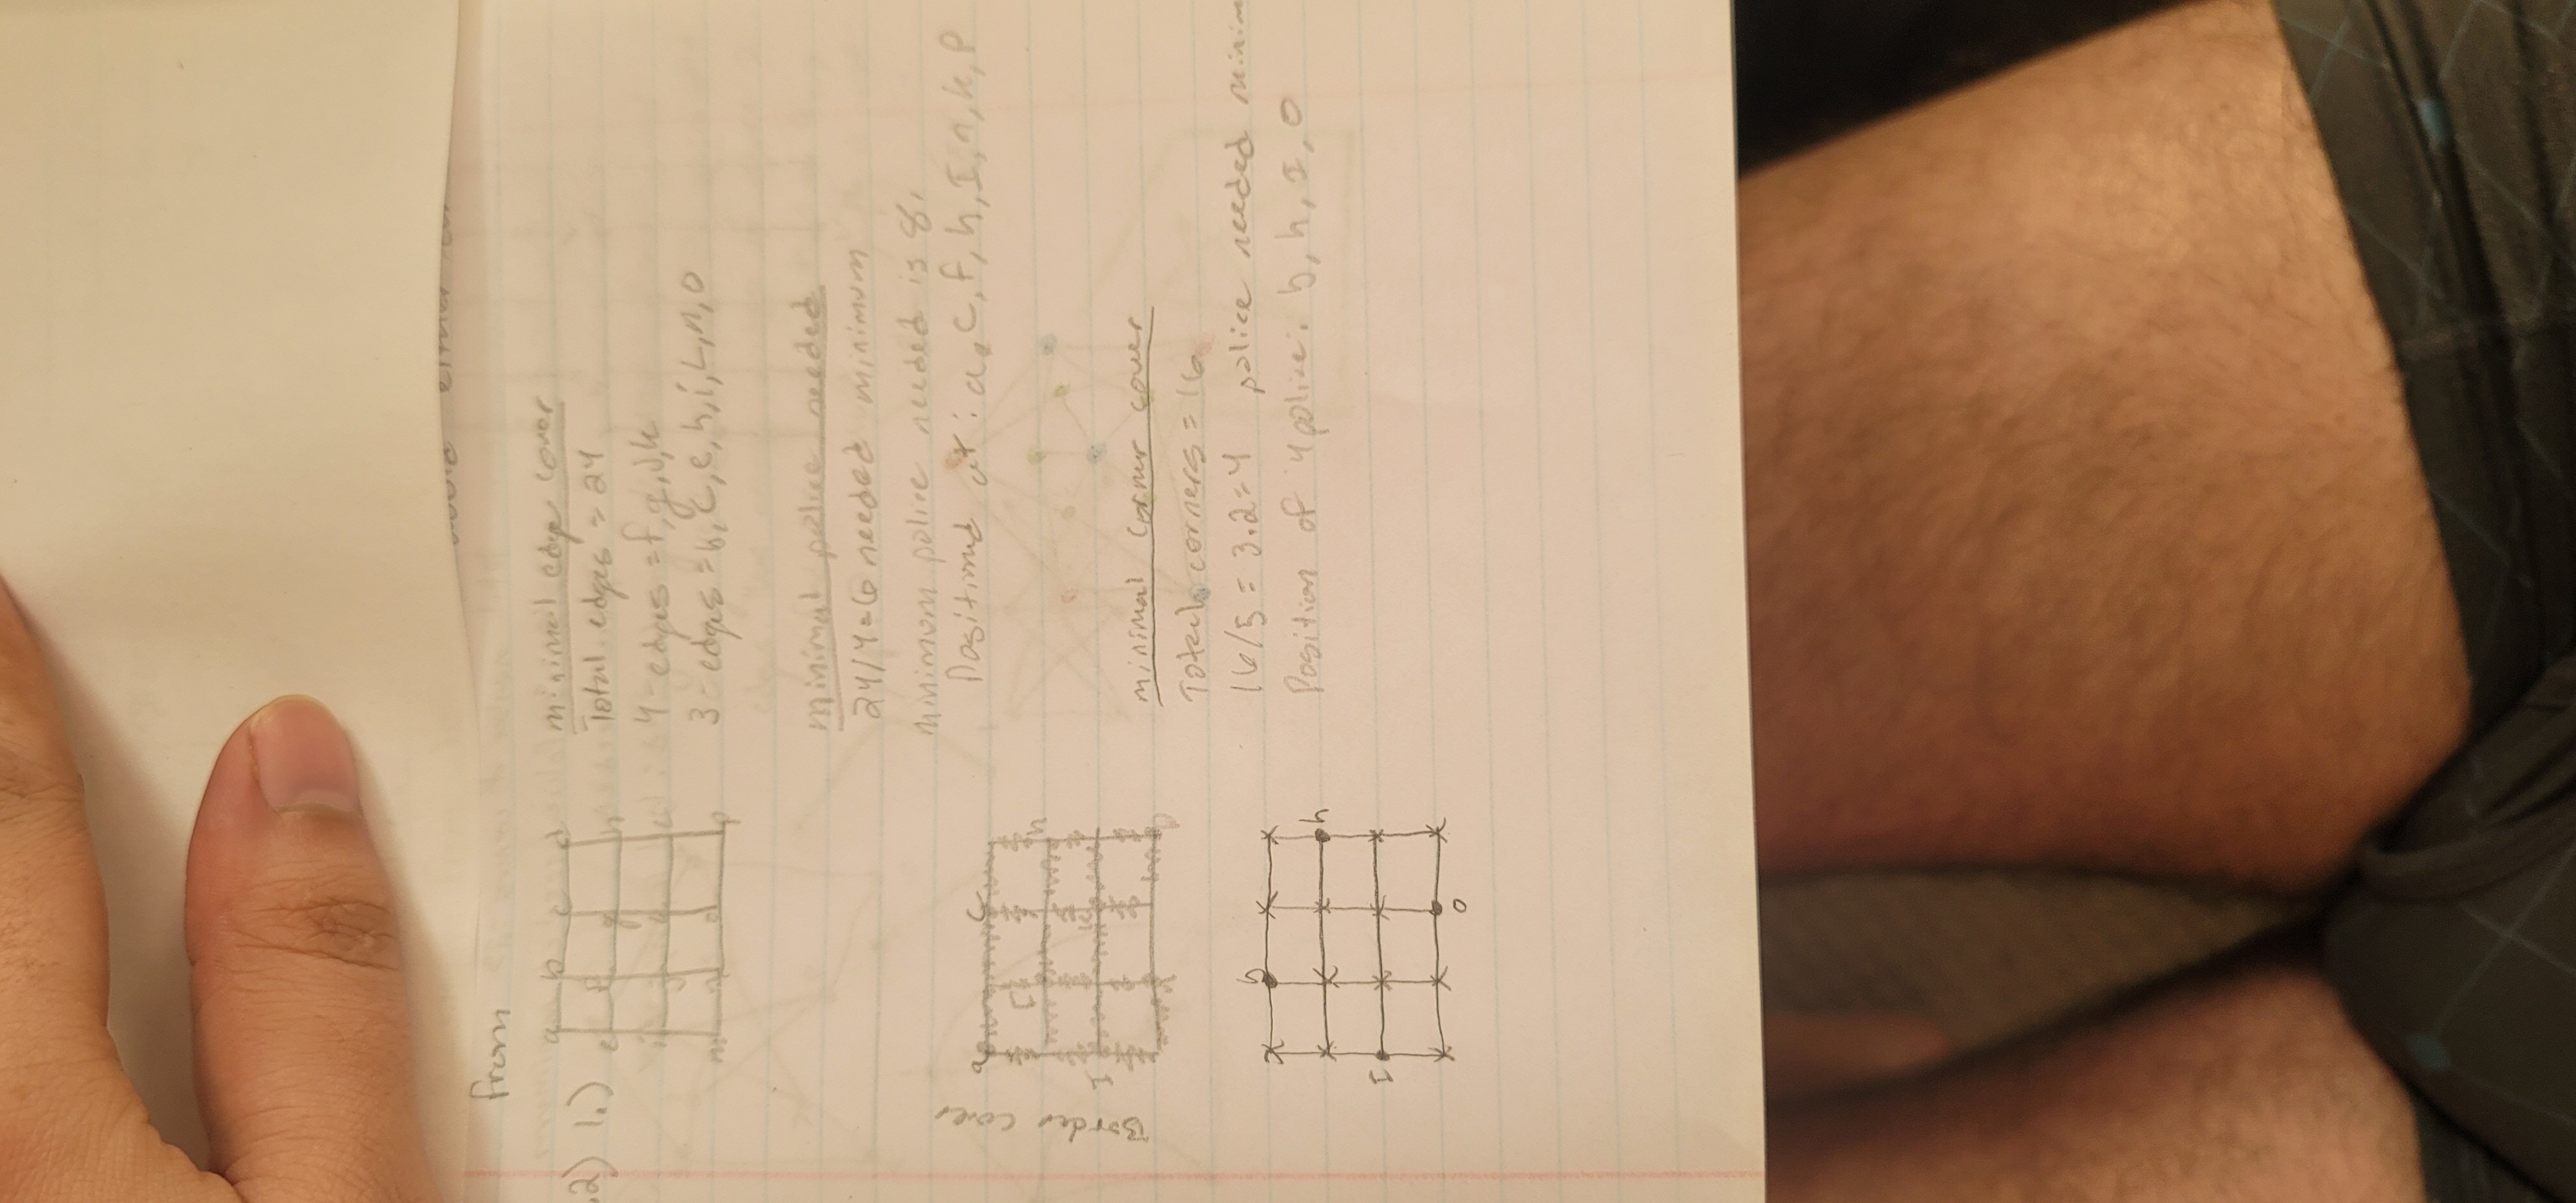 from
.2) 1.)
a b c d
e f g h
i j k L
m n o p
minimal edge cover
Total edges = 24
4-edges = f, g, j, k
3-edges = b, c, e, h, i, L, n, o
minimal police needed
24/4=6 needed minimum
minimum police needed is 8.
Positioned at: a, c, f, h, I, n, k, P
Border cover
a c
F h
I k
minimal corner cover
Total corners = 16
16/5 = 3.2=4 police needed minim
Position of 4 police: b, h, I, O
b
h
I
o